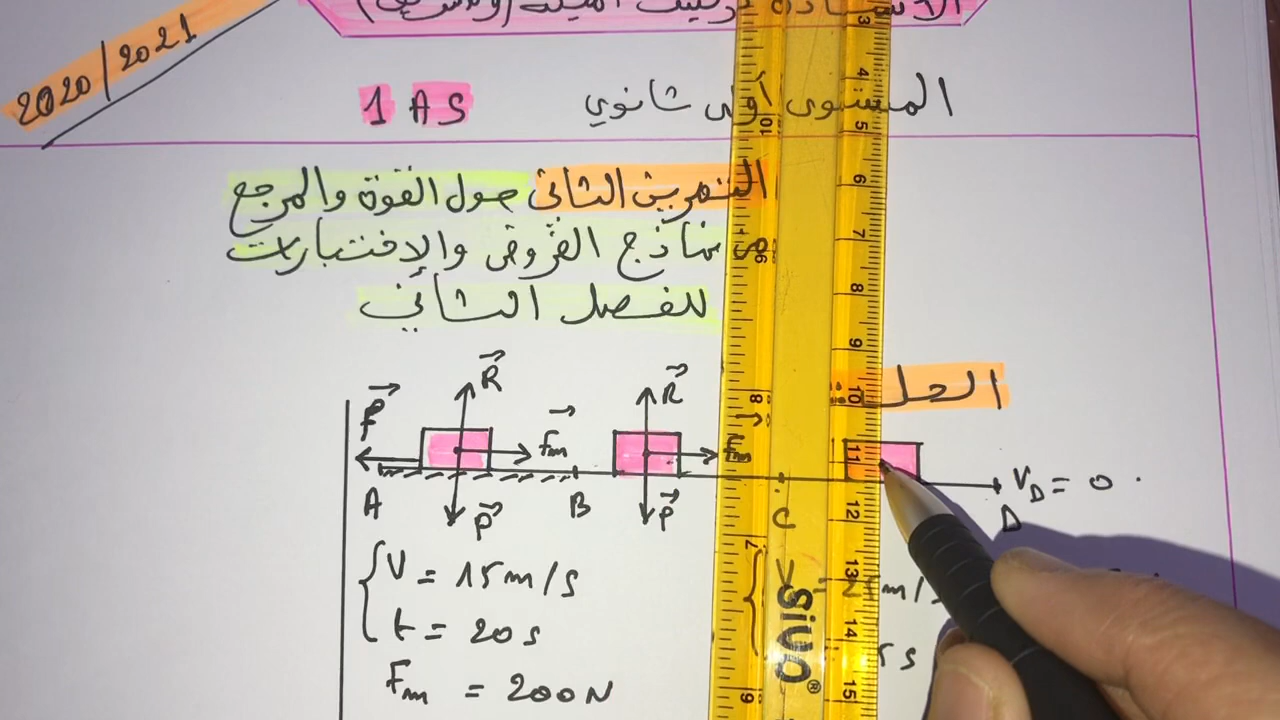 2020/2021
المستوى أولى ثانوي 1 AS
التمرين الثاني حول القوة والمرجع
من نماذج الفروض والإختبارات
للفصل الثاني
الحل :
R R
f Fm Fm
A P B P C D VD = 0
V = 15 m/s
t = 20 s
Fm = 200 N
SiVO®